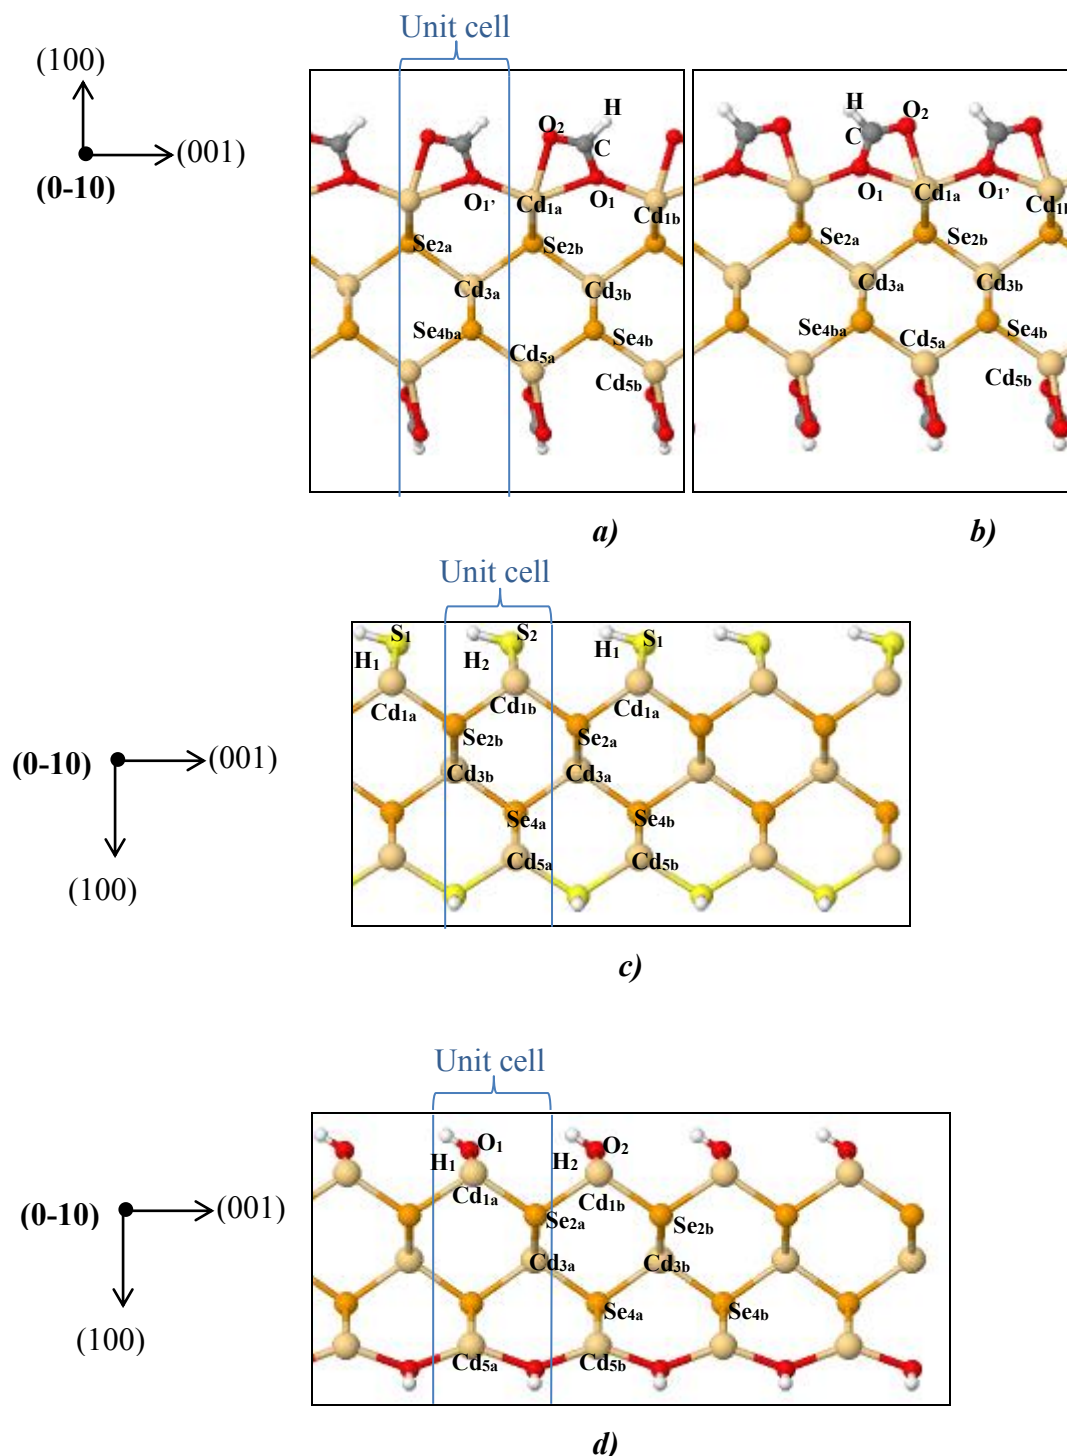 Unit cell
(100)
(001)
(0-10)
H
O2
C
O1' Cd1a O1 Cd1b
Se2a Se2b
Cd3a Cd3b
Se4ba Se4b
Cd5a
Cd5b
H O2
C
O1 Cd1a O1' Cd1b
Se2a Se2b
Cd3a Cd3b
Se4ba Se4b
Cd5a
Cd5b
a) b)
Unit cell
S1 S2 S1
H1 H2 H1
Cd1a Cd1b Cd1a
Se2b Se2a
(0-10) (001)
Cd3b Cd3a
Se4a Se4b
Cd5a Cd5b
(100)
c)
Unit cell
O1 O2
H1 H2
Cd1a Cd1b
(0-10) (001)
Se2a Se2b
Cd3a Cd3b
Se4a Se4b
(100)
Cd5a Cd5b
d)